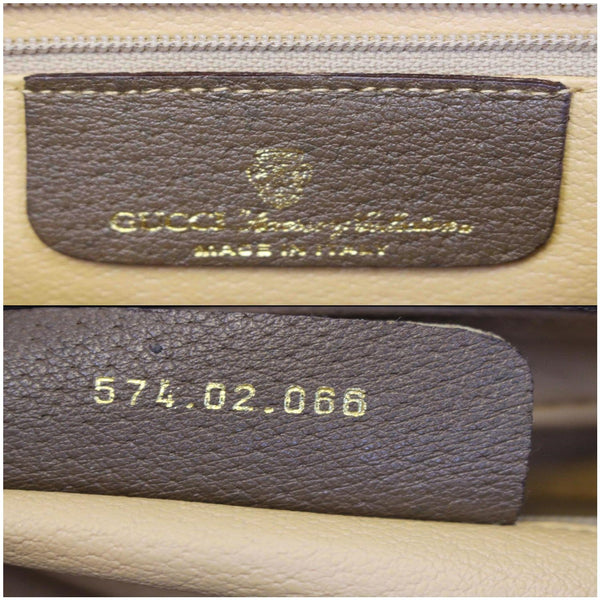 GUCCI Accessory Collection
MADE IN ITALY
574.02.066